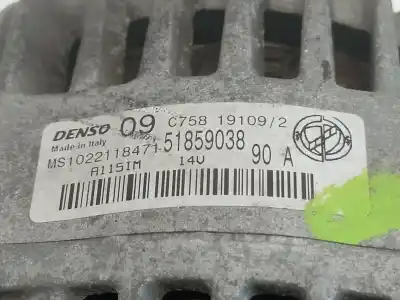 DENSO 09 C758 19109/2
Made in Italy
MS1022118471-51859038
A115IM 14V 90 A